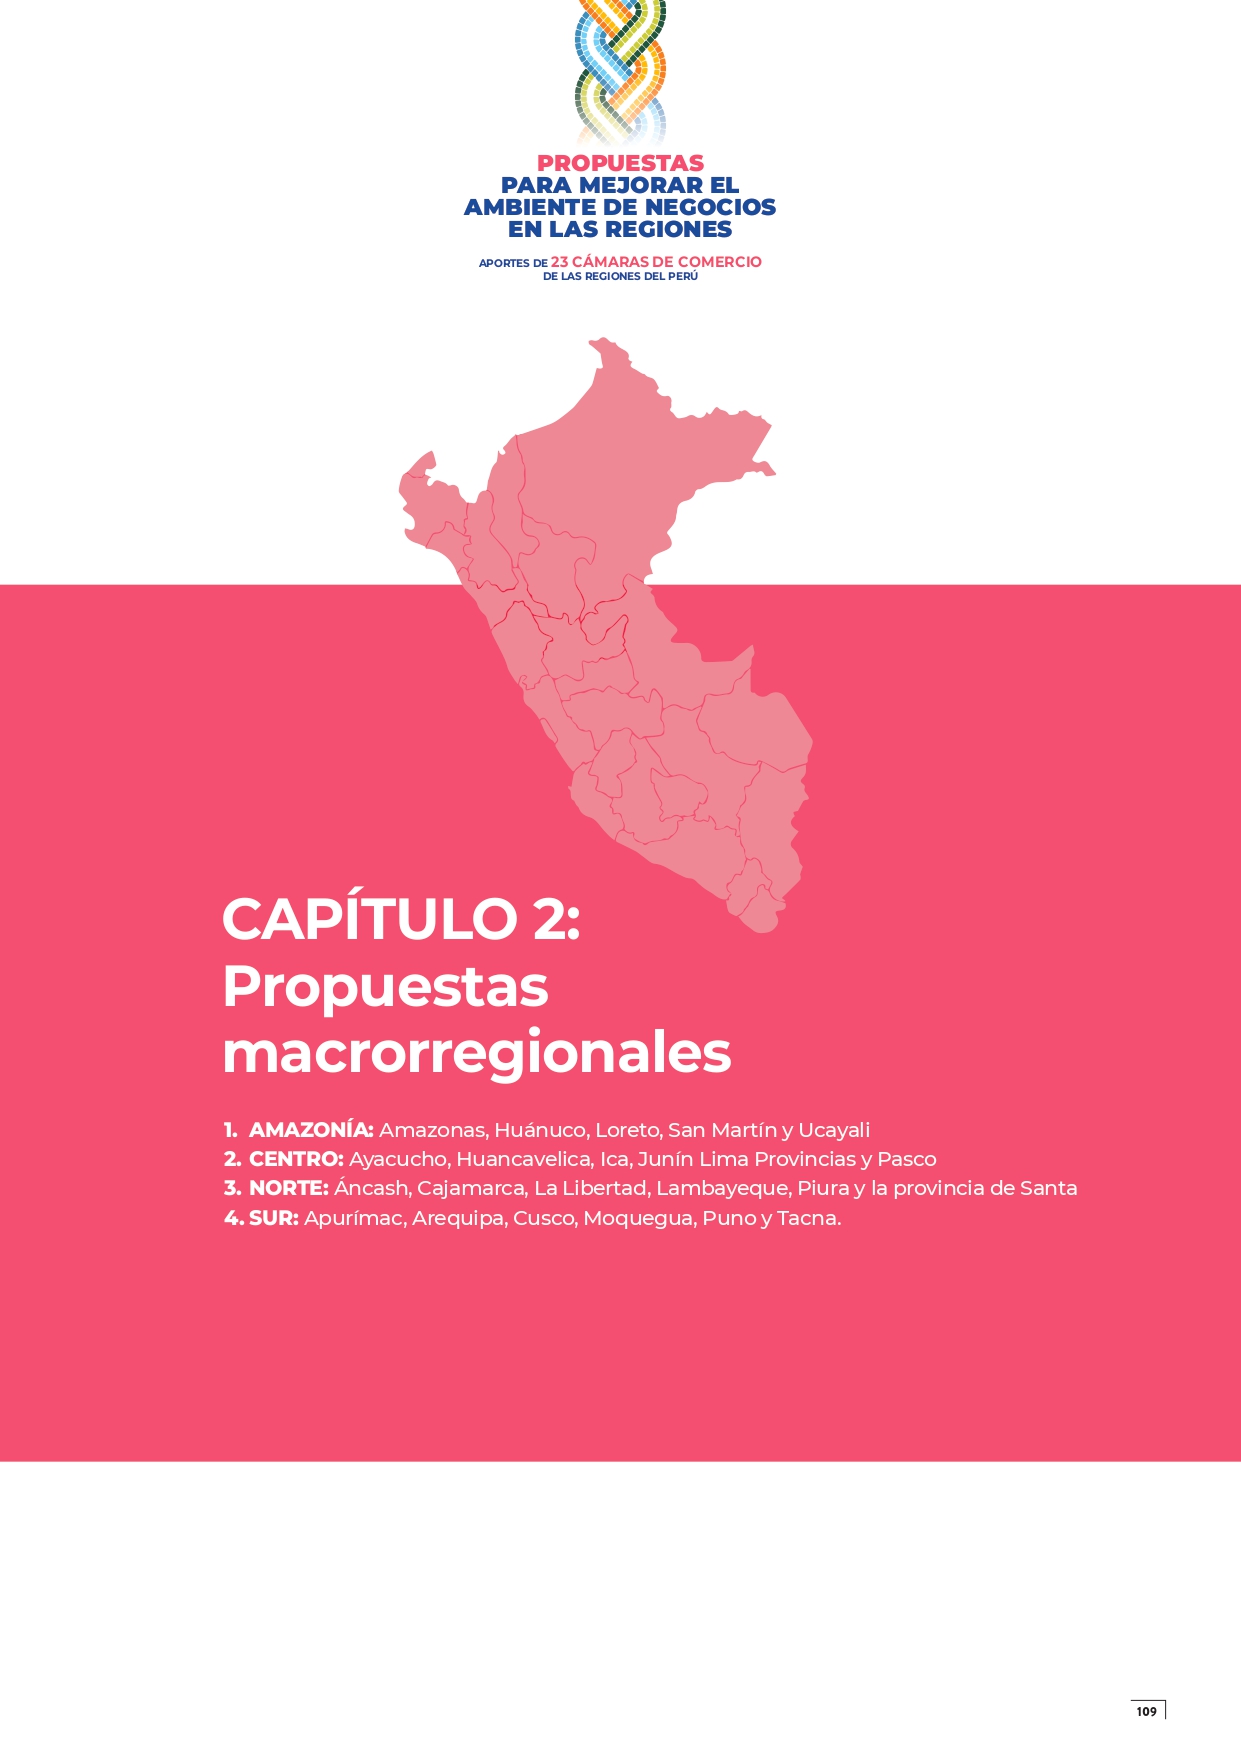 PROPUESTAS
PARA MEJORAR EL
AMBIENTE DE NEGOCIOS
EN LAS REGIONES
APORTES DE 23 CÁMARAS DE COMERCIO
DE LAS REGIONES DEL PERÚ
CAPÍTULO 2:
Propuestas
macrorregionales
1. AMAZONÍA: Amazonas, Huánuco, Loreto, San Martín y Ucayali
2. CENTRO: Ayacucho, Huancavelica, Ica, Junín Lima Provincias y Pasco
3. NORTE: Áncash, Cajamarca, La Libertad, Lambayeque, Piura y la provincia de Santa
4. SUR: Apurímac, Arequipa, Cusco, Moquegua, Puno y Tacna.
109